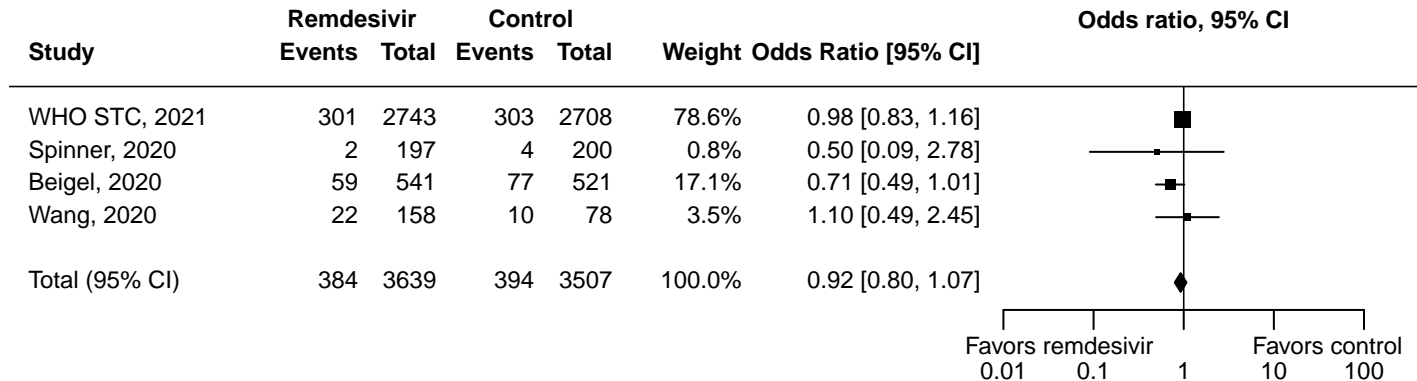 Remdesivir Control Odds ratio, 95% CI
Study Events Total Events Total Weight Odds Ratio [95% CI]
WHO STC, 2021 301 2743 303 2708 78.6% 0.98 [0.83, 1.16]
Spinner, 2020 2 197 4 200 0.8% 0.50 [0.09, 2.78]
Beigel, 2020 59 541 77 521 17.1% 0.71 [0.49, 1.01]
Wang, 2020 22 158 10 78 3.5% 1.10 [0.49, 2.45]
Total (95% CI) 384 3639 394 3507 100.0% 0.92 [0.80, 1.07]
Favors remdesivir Favors control
0.01 0.1 1 10 100